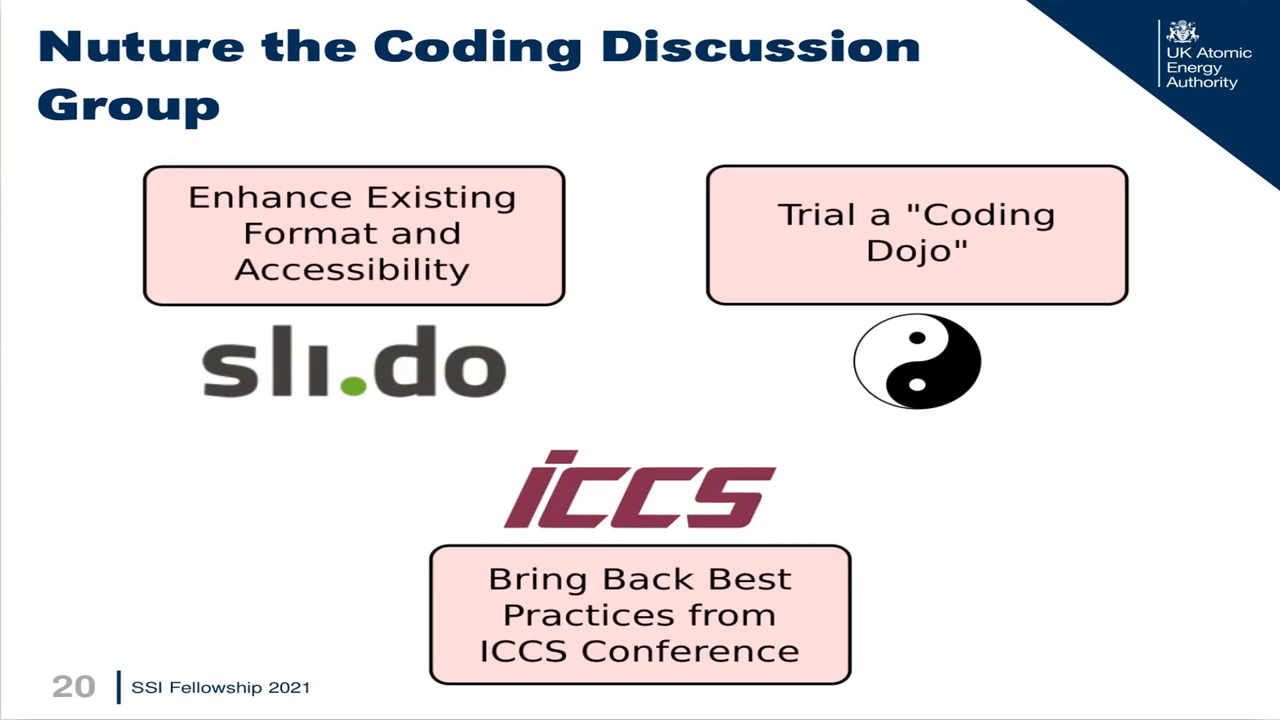 Nuture the Coding Discussion
Group
UK Atomic
Energy
Authority
Enhance Existing
Format and
Accessibility
Trial a "Coding
Dojo"
slı.do
iccs
Bring Back Best
Practices from
ICCS Conference
20
SSI Fellowship 2021